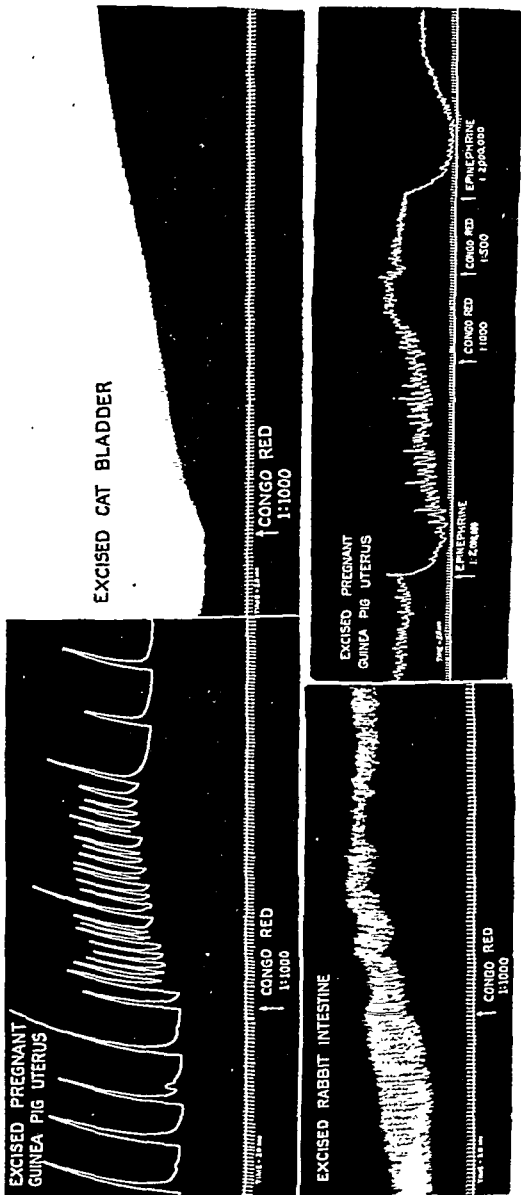 EXCISED PREGNANT
GUINEA PIG UTERUS
↑ CONGO RED
1:1000
EXCISED CAT BLADDER
↑ CONGO RED
1:1000
EXCISED RABBIT INTESTINE
↑ CONGO RED
1:1000
EXCISED PREGNANT
GUINEA PIG UTERUS
↑ EPINEPHRINE
↑ CONGO RED
1:1000
↑ CONGO RED
1:500
↑ EPINEPHRINE
1:2,000,000